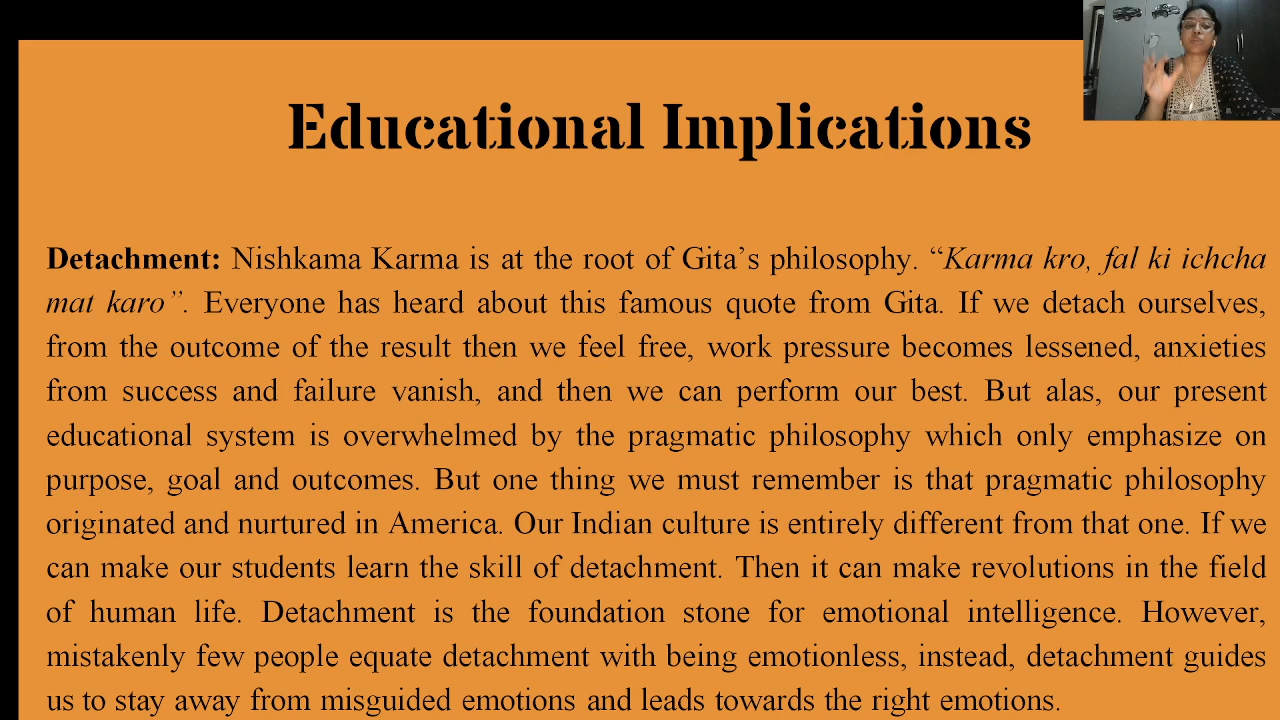 Educational Implications
Detachment: Nishkama Karma is at the root of Gita’s philosophy. “Karma kro, fal ki ichcha
mat karo”. Everyone has heard about this famous quote from Gita. If we detach ourselves,
from the outcome of the result then we feel free, work pressure becomes lessened, anxieties
from success and failure vanish, and then we can perform our best. But alas, our present
educational system is overwhelmed by the pragmatic philosophy which only emphasize on
purpose, goal and outcomes. But one thing we must remember is that pragmatic philosophy
originated and nurtured in America. Our Indian culture is entirely different from that one. If we
can make our students learn the skill of detachment. Then it can make revolutions in the field
of human life. Detachment is the foundation stone for emotional intelligence. However,
mistakenly few people equate detachment with being emotionless, instead, detachment guides
us to stay away from misguided emotions and leads towards the right emotions.